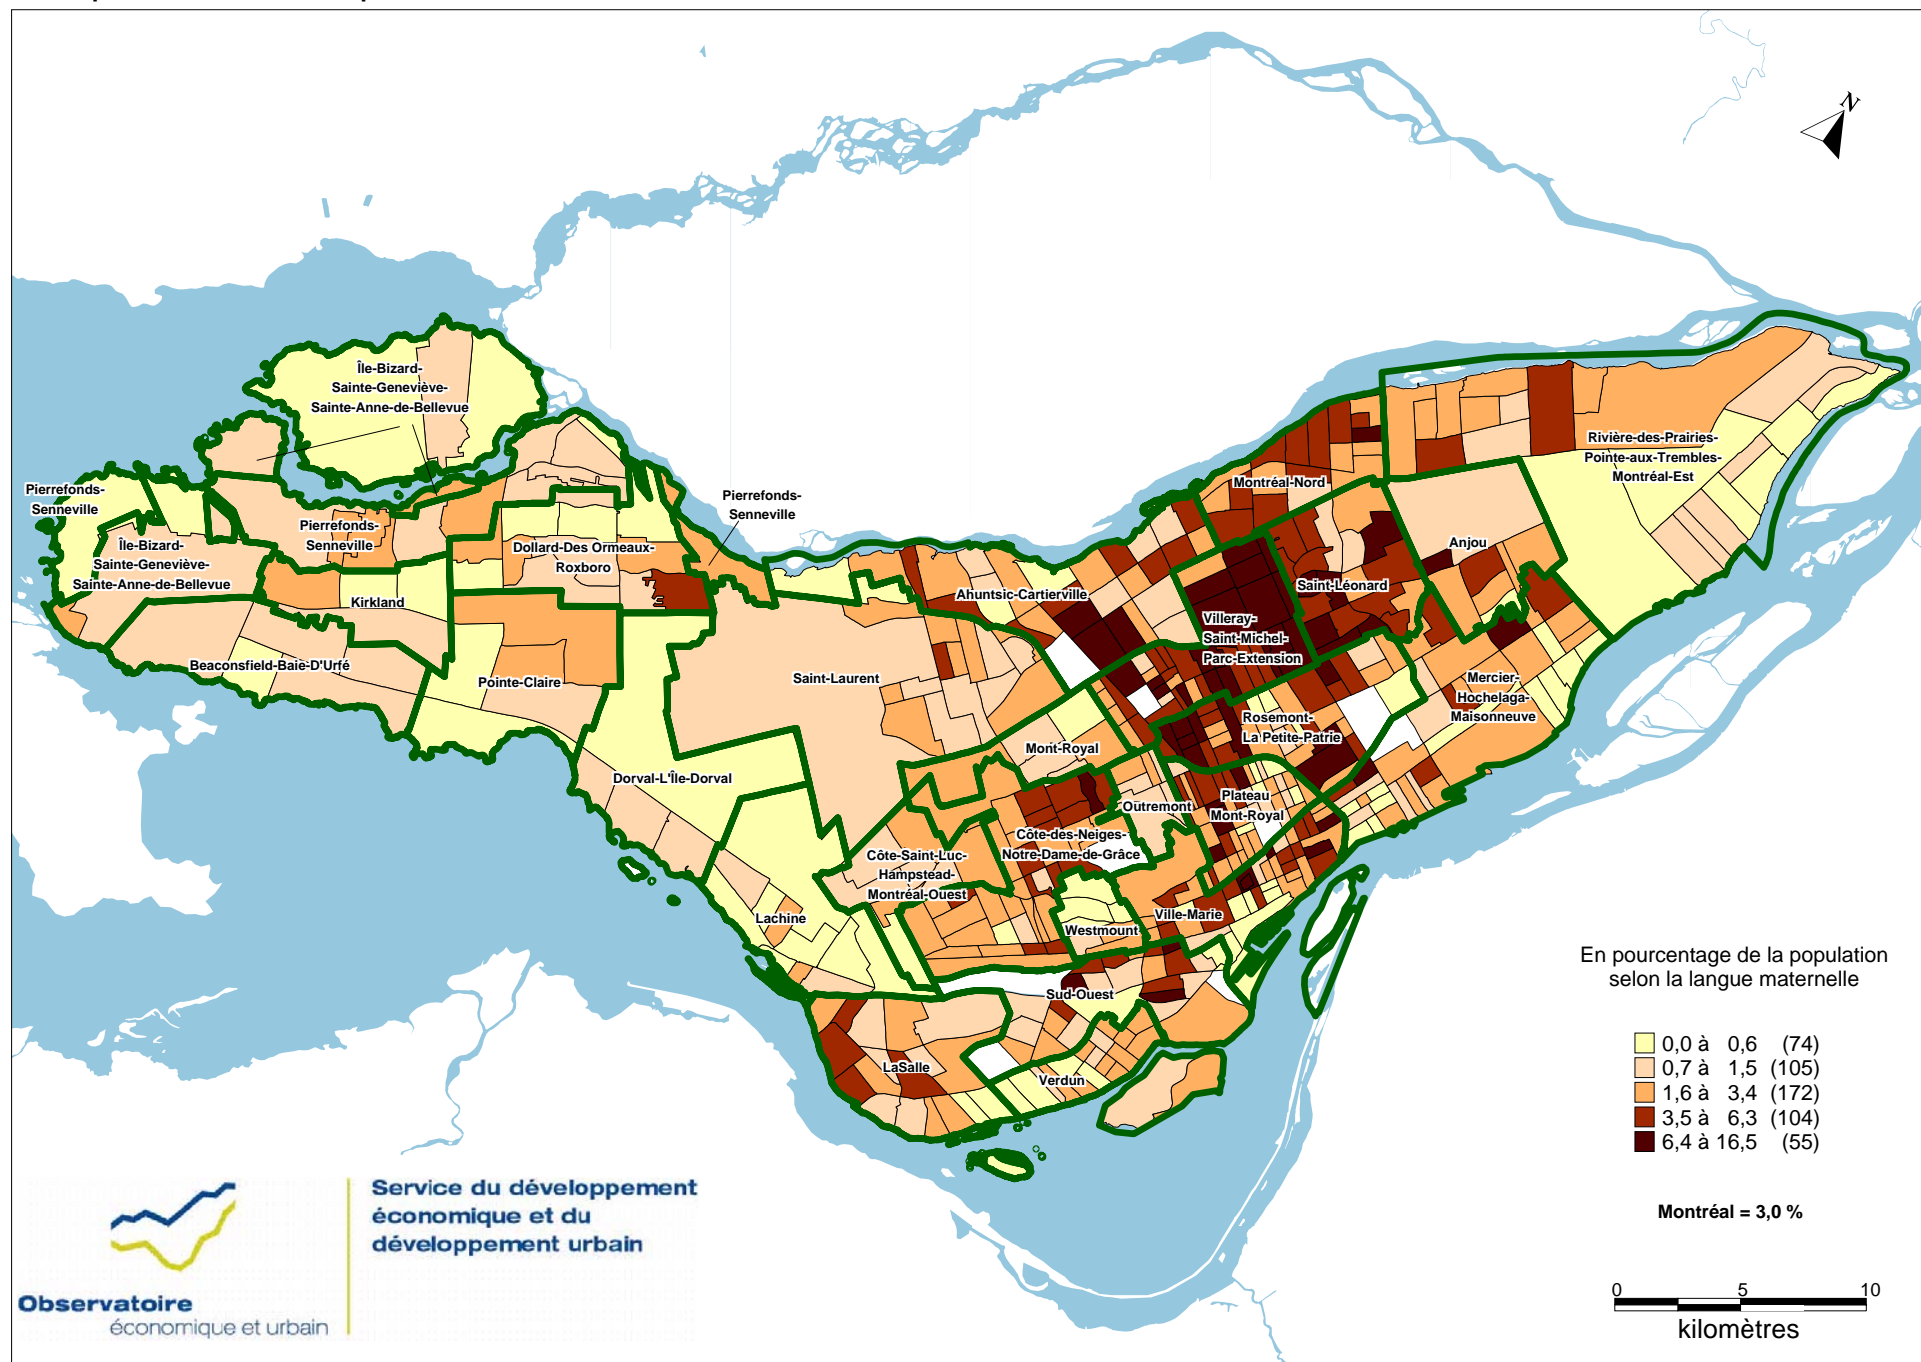 N
Île-Bizard-
Sainte-Geneviève-
Sainte-Anne-de-Bellevue
Pierrefonds-
Senneville
Île-Bizard-
Sainte-Geneviève-
Sainte-Anne-de-Bellevue
Pierrefonds-
Senneville
Pierrefonds-
Senneville
Dollard-Des Ormeaux-
Roxboro
Kirkland
Beaconsfield-Baie-D'Urfé
Pointe-Claire
Dorval-L'Île-Dorval
Saint-Laurent
Ahuntsic-Cartierville
Montréal-Nord
Rivière-des-Prairies-
Pointe-aux-Trembles-
Montréal-Est
Anjou
Saint-Léonard
Villeray-
Saint-Michel-
Parc-Extension
Mercier-
Hochelaga-
Maisonneuve
Rosemont-
La Petite-Patrie
Mont-Royal
Outremont
Plateau
Mont-Royal
Côte-des-Neiges-
Notre-Dame-de-Grâce
Côte-Saint-Luc-
Hampstead-
Montréal-Ouest
Lachine
Westmount
Ville-Marie
Sud-Ouest
LaSalle
Verdun
En pourcentage de la population
selon la langue maternelle
0,0 à 0,6 (74)
0,7 à 1,5 (105)
1,6 à 3,4 (172)
3,5 à 6,3 (104)
6,4 à 16,5 (55)
Montréal = 3,0 %
0 5 10
kilomètres
Service du développement
économique et du
développement urbain
Observatoire
économique et urbain